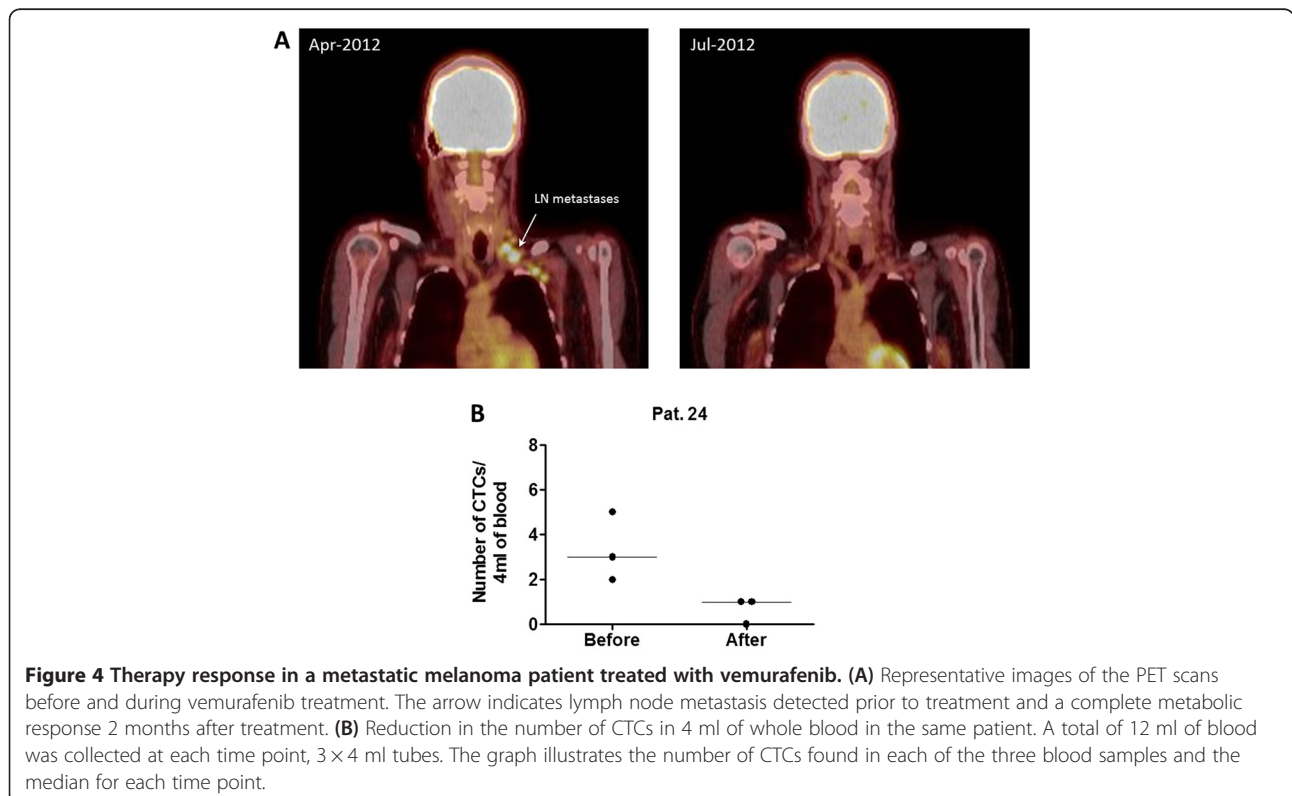 A
Apr-2012
Jul-2012
LN metastases
B
Pat. 24
Number of CTCs/
4ml of blood
8
6
4
2
0
Before
After
Figure 4 Therapy response in a metastatic melanoma patient treated with vemurafenib. (A) Representative images of the PET scans
before and during vemurafenib treatment. The arrow indicates lymph node metastasis detected prior to treatment and a complete metabolic
response 2 months after treatment. (B) Reduction in the number of CTCs in 4 ml of whole blood in the same patient. A total of 12 ml of blood
was collected at each time point, 3 × 4 ml tubes. The graph illustrates the number of CTCs found in each of the three blood samples and the
median for each time point.